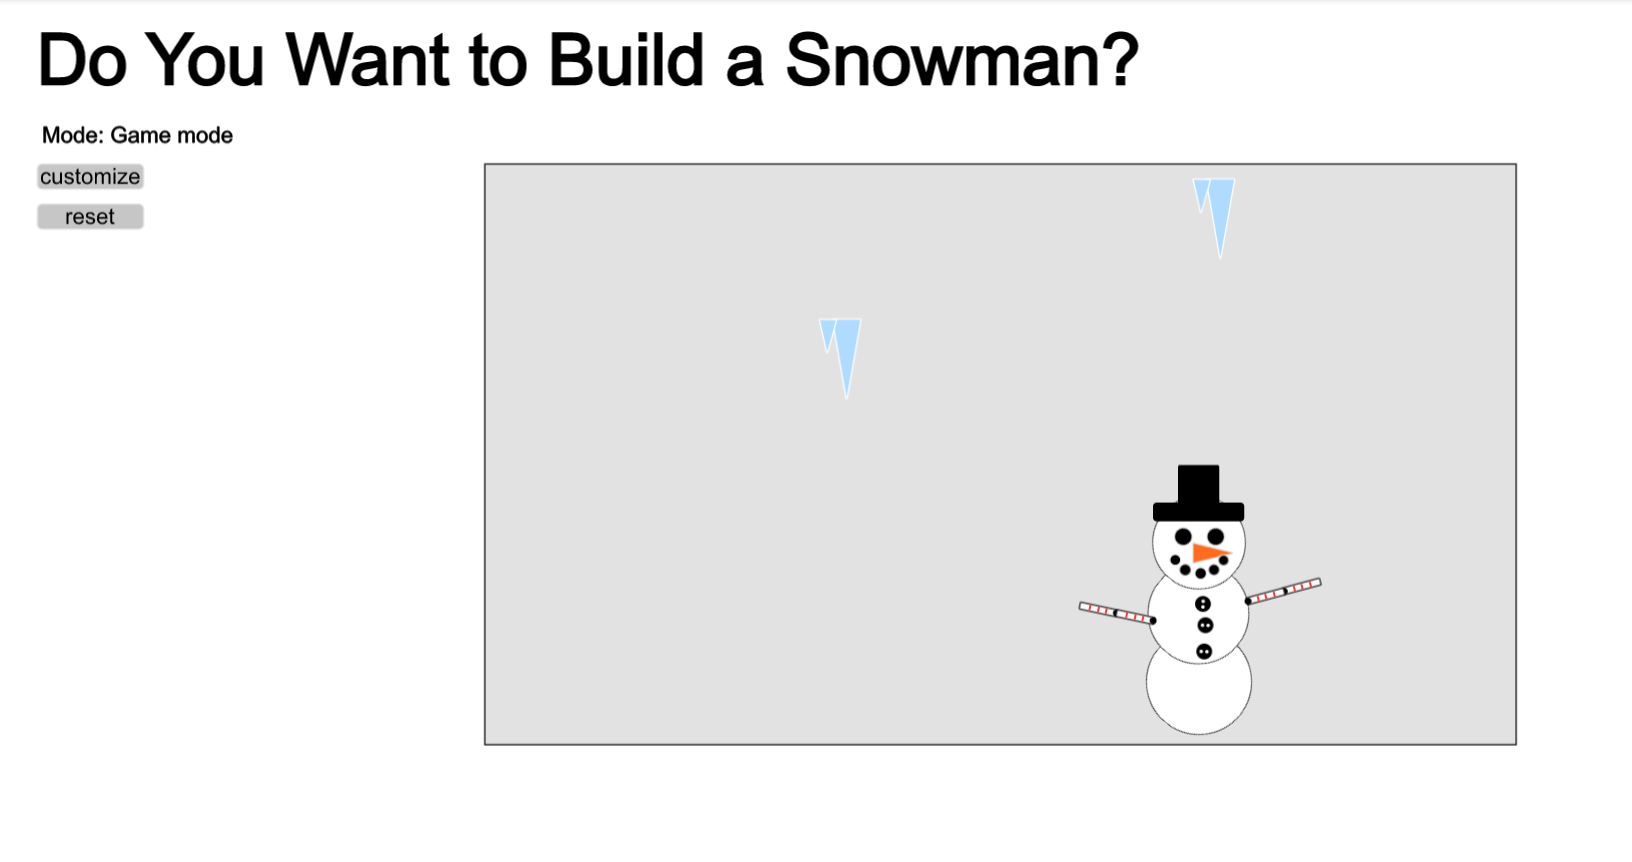 Do You Want to Build a Snowman?
Mode: Game mode
customize
reset